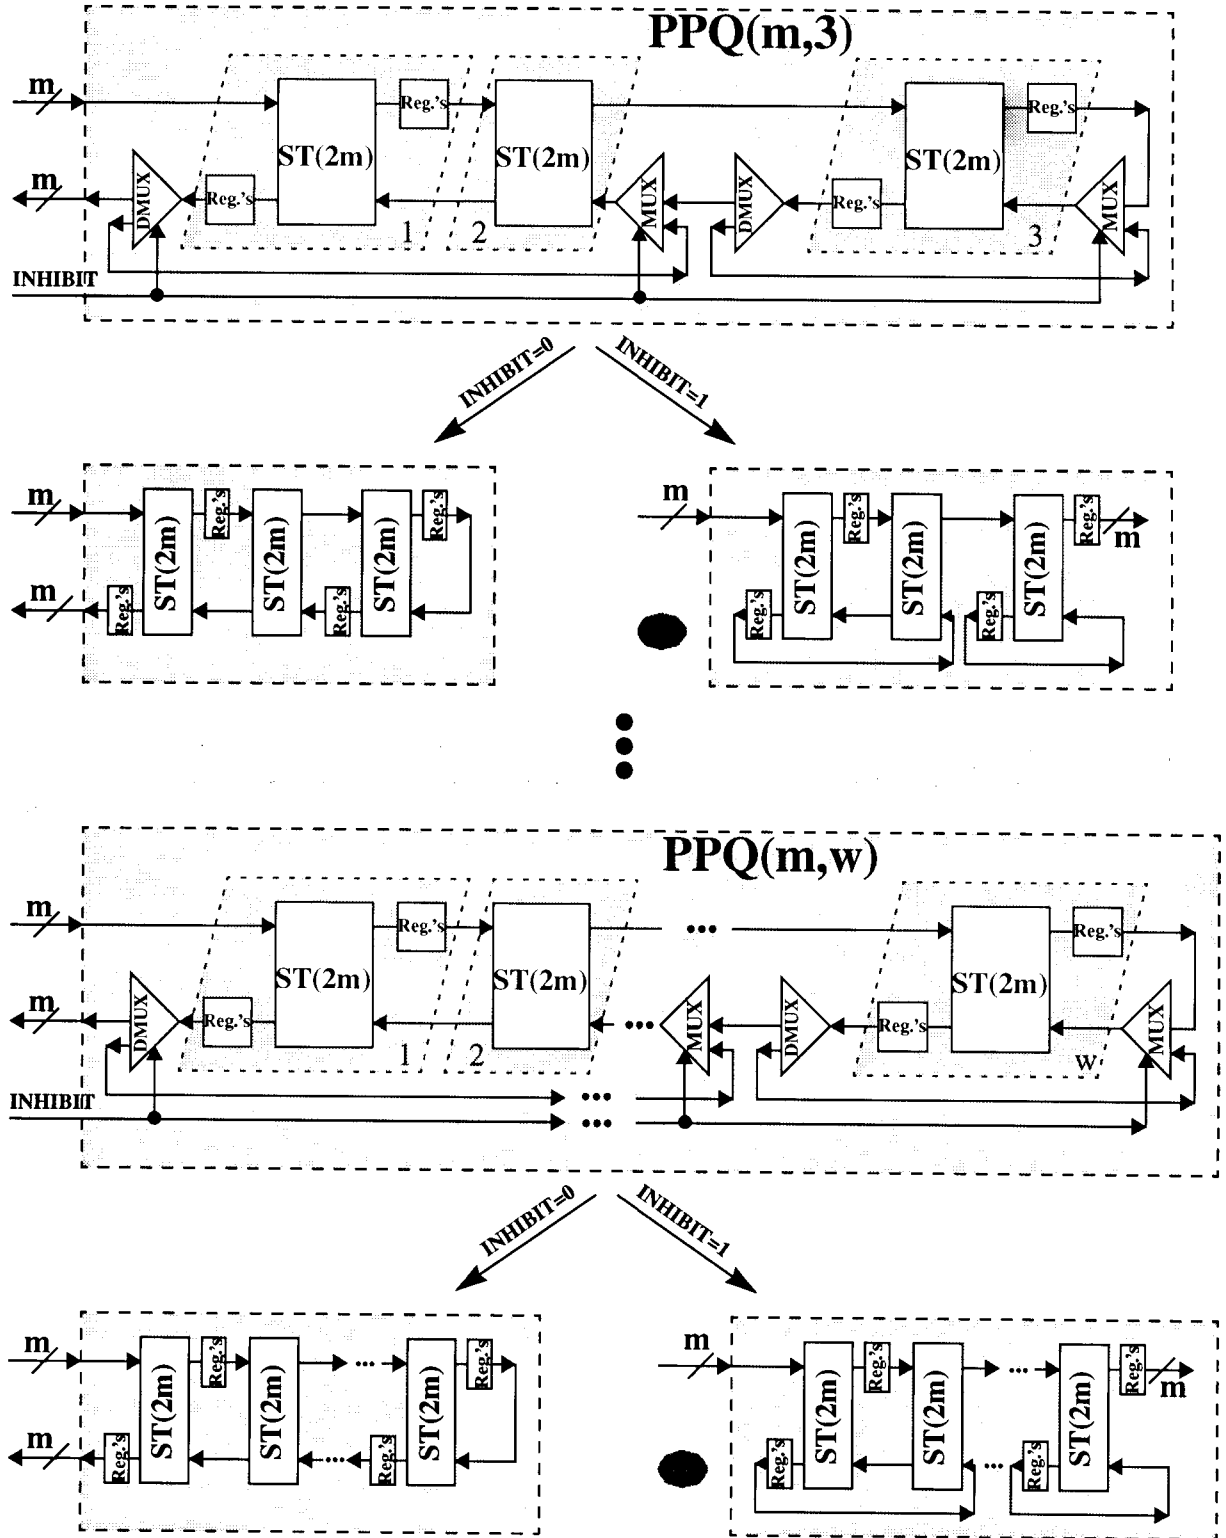 PPQ(m,3)
m
ST(2m)
Reg.'s
ST(2m)
ST(2m)
Reg.'s
m
DMUX
Reg.'s
1
2
MUX
DMUX
Reg.'s
3
MUX
INHIBIT
INHIBIT=0
INHIBIT=1
m
ST(2m)
Reg.'s
ST(2m)
ST(2m)
Reg.'s
m
Reg.'s
Reg.'s
m
ST(2m)
Reg.'s
ST(2m)
ST(2m)
Reg.'s
m
Reg.'s
Reg.'s
PPQ(m,w)
m
ST(2m)
Reg.'s
ST(2m)
...
ST(2m)
Reg.'s
m
DMUX
Reg.'s
1
2
...
MUX
DMUX
Reg.'s
w
MUX
...
INHIBIT
...
INHIBIT=0
INHIBIT=1
m
ST(2m)
Reg.'s
ST(2m)
...
ST(2m)
Reg.'s
m
Reg.'s
...
Reg.'s
m
ST(2m)
Reg.'s
ST(2m)
...
ST(2m)
Reg.'s
m
Reg.'s
...
Reg.'s